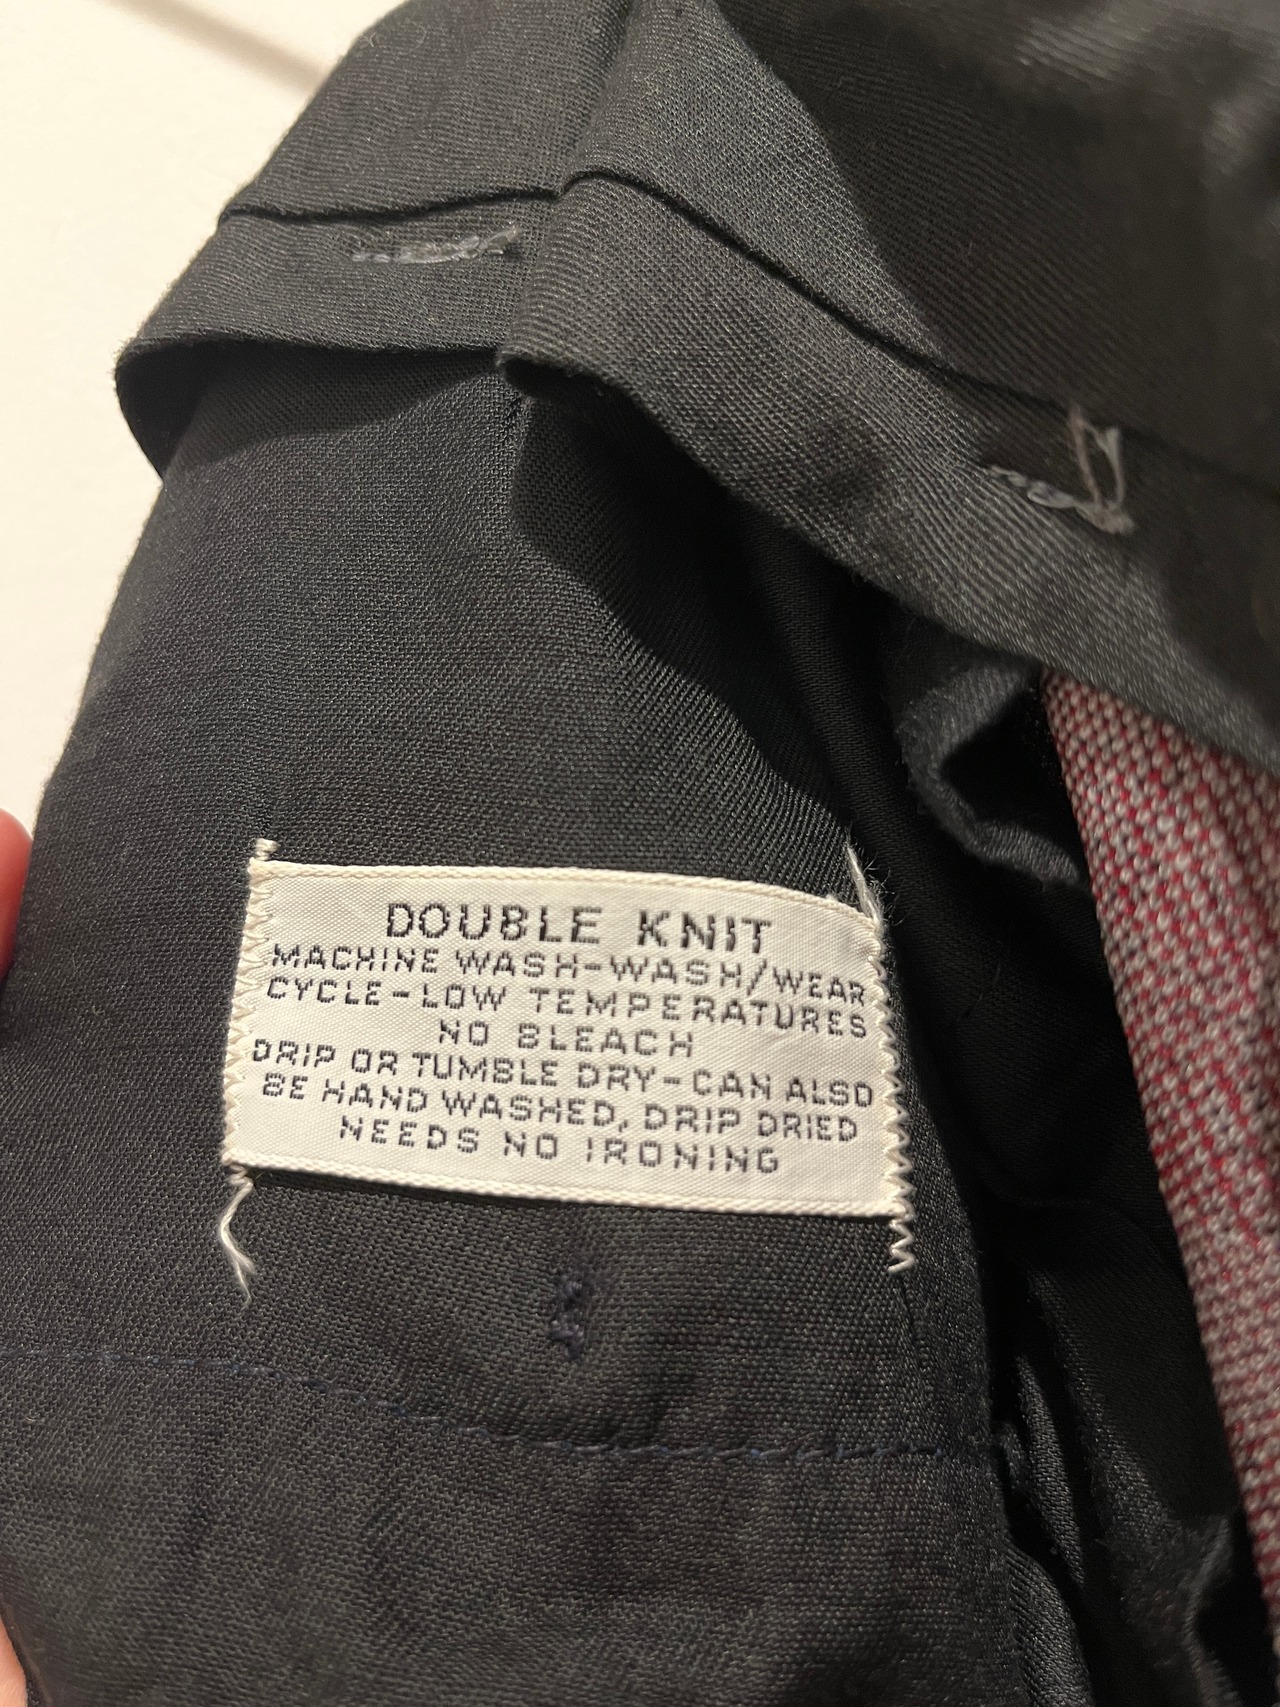 DOUBLE KNIT
MACHINE WASH-WASH/WEAR
CYCLE-LOW TEMPERATURES
NO BLEACH
DRIP OR TUMBLE DRY-CAN ALSO
BE HAND WASHED, DRIP DRIED
NEEDS NO IRONING